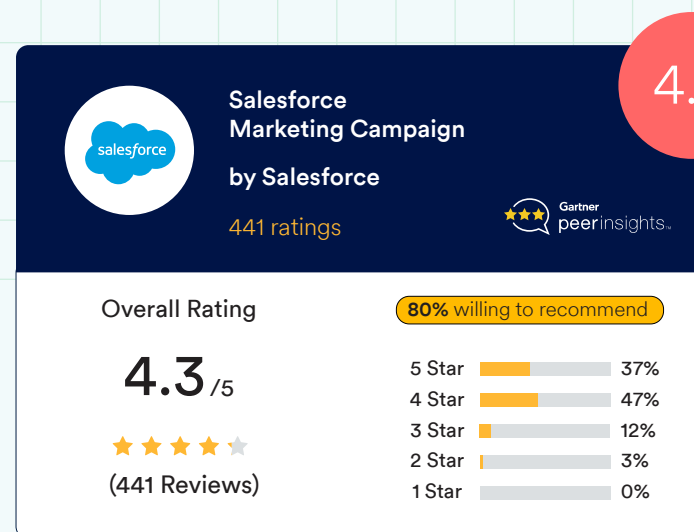 4.
salesforce
Salesforce
Marketing Campaign
by Salesforce
441 ratings
Gartner
peerinsights™
Overall Rating
4.3 /5
(441 Reviews)
80% willing to recommend
5 Star 37%
4 Star 47%
3 Star 12%
2 Star 3%
1 Star 0%